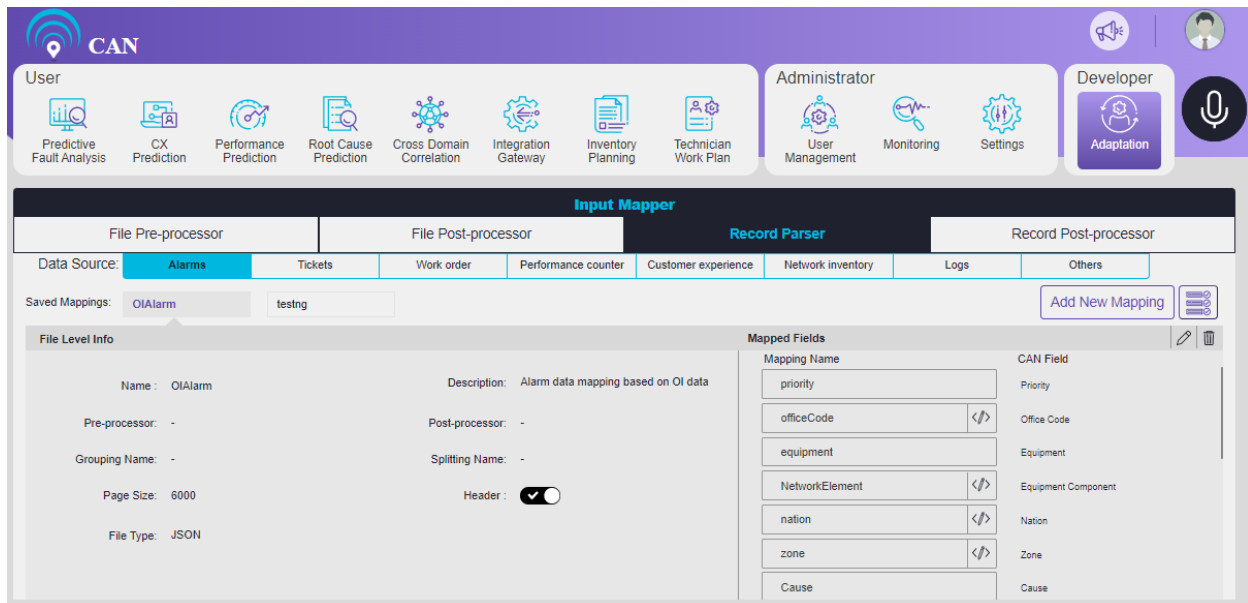 CAN
User
Administrator
Developer
Predictive
Fault Analysis
CX
Prediction
Performance
Prediction
Root Cause
Prediction
Cross Domain
Correlation
Integration
Gateway
Inventory
Planning
Technician
Work Plan
User
Management
Monitoring
Settings
Adaptation
Input Mapper
File Pre-processor
File Post-processor
Record Parser
Record Post-processor
Data Source: Alarms Tickets Work order Performance counter Customer experience Network inventory Logs Others
Saved Mappings: OIAlarm testng Add New Mapping
File Level Info
Name : OIAlarm
Description: Alarm data mapping based on OI data
Pre-processor: -
Post-processor: -
Grouping Name: -
Splitting Name: -
Page Size: 6000
Header :
File Type: JSON
Mapped Fields
Mapping Name CAN Field
priority Priority
officeCode </> Office Code
equipment Equipment
NetworkElement </> Equipment Component
nation </> Nation
zone </> Zone
Cause Cause